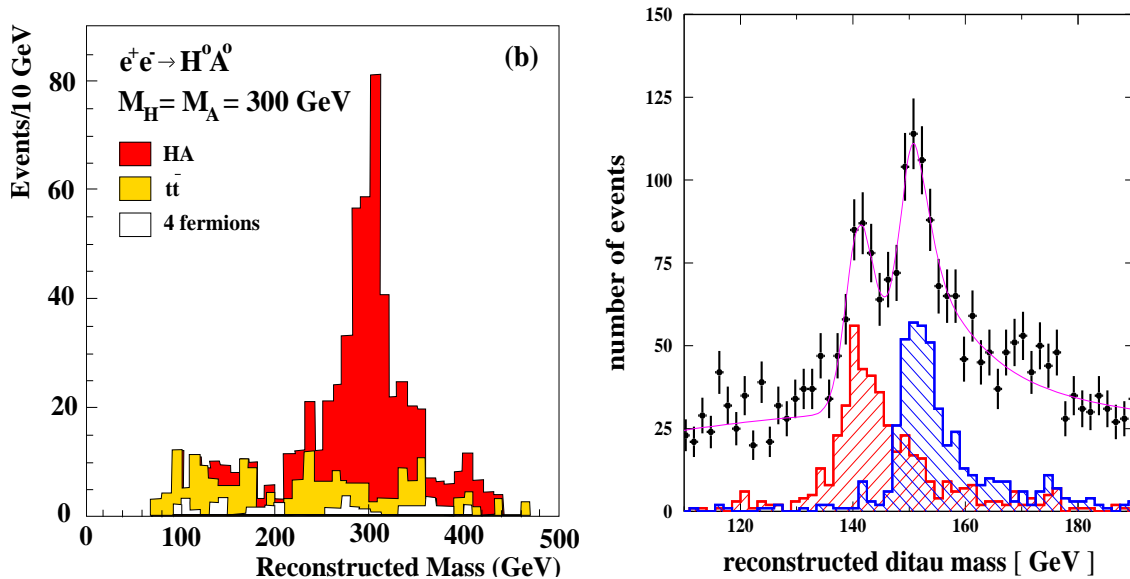 Events/10 GeV
80
60
40
20
0
e⁺e⁻→H⁰A⁰
(b)
M_H = M_A = 300 GeV
HA
tt̄
4 fermions
0
100
200
300
400
500
Reconstructed Mass (GeV)
number of events
150
125
100
75
50
25
0
120
140
160
180
reconstructed ditau mass [ GeV ]